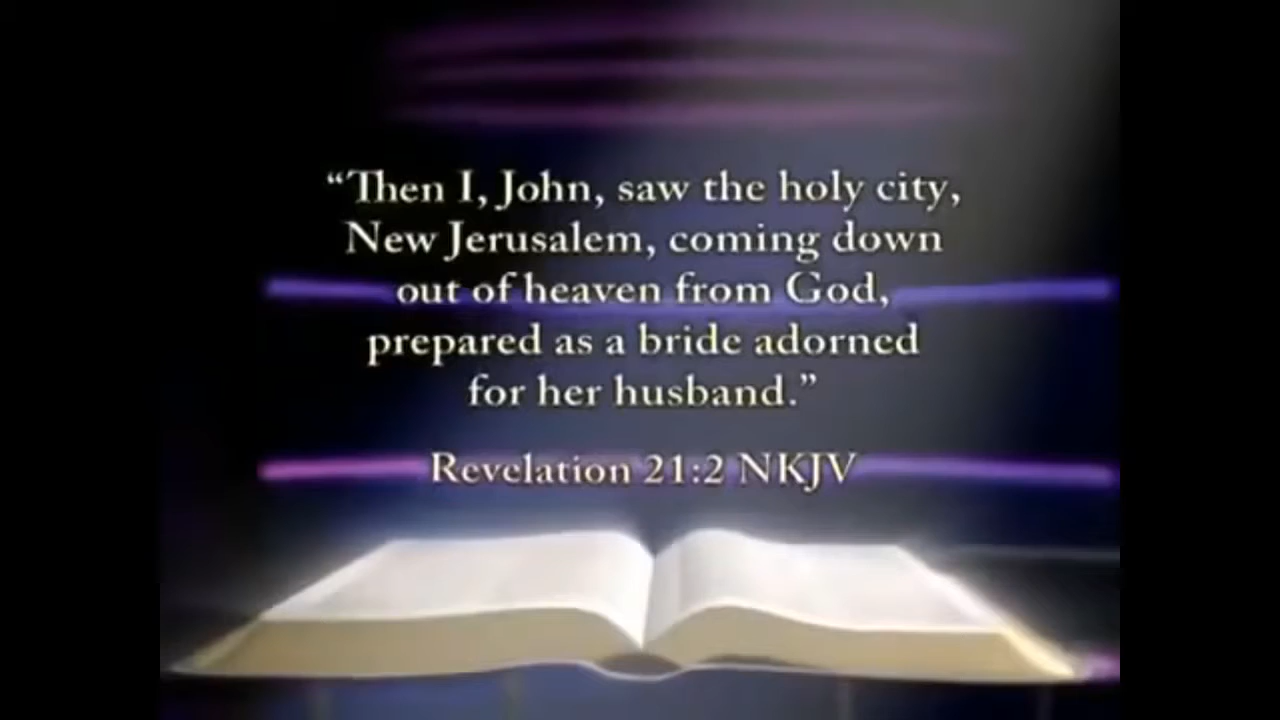 “Then I, John, saw the holy city,
New Jerusalem, coming down
out of heaven from God,
prepared as a bride adorned
for her husband.”
Revelation 21:2 NKJV